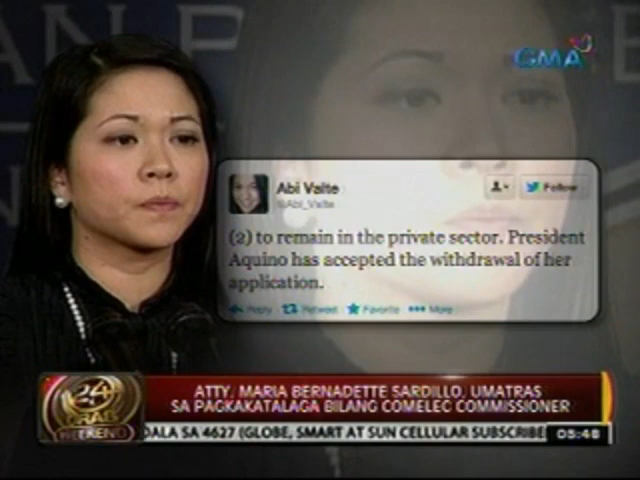 GMA
Abi Valte
@Abi_Valte
Follow
(2) to remain in the private sector. President
Aquino has accepted the withdrawal of her
application.
Reply Retweet Favorite More
ATTY. MARIA BERNADETTE SARDILLO, UMATRAS
SA PAGKAKATALAGA BILANG COMELEC COMMISSIONER
24
ORAS
WEEKEND
DALA SA 4627 (GLOBE, SMART AT SUN CELLULAR SUBSCRIBE
05:48